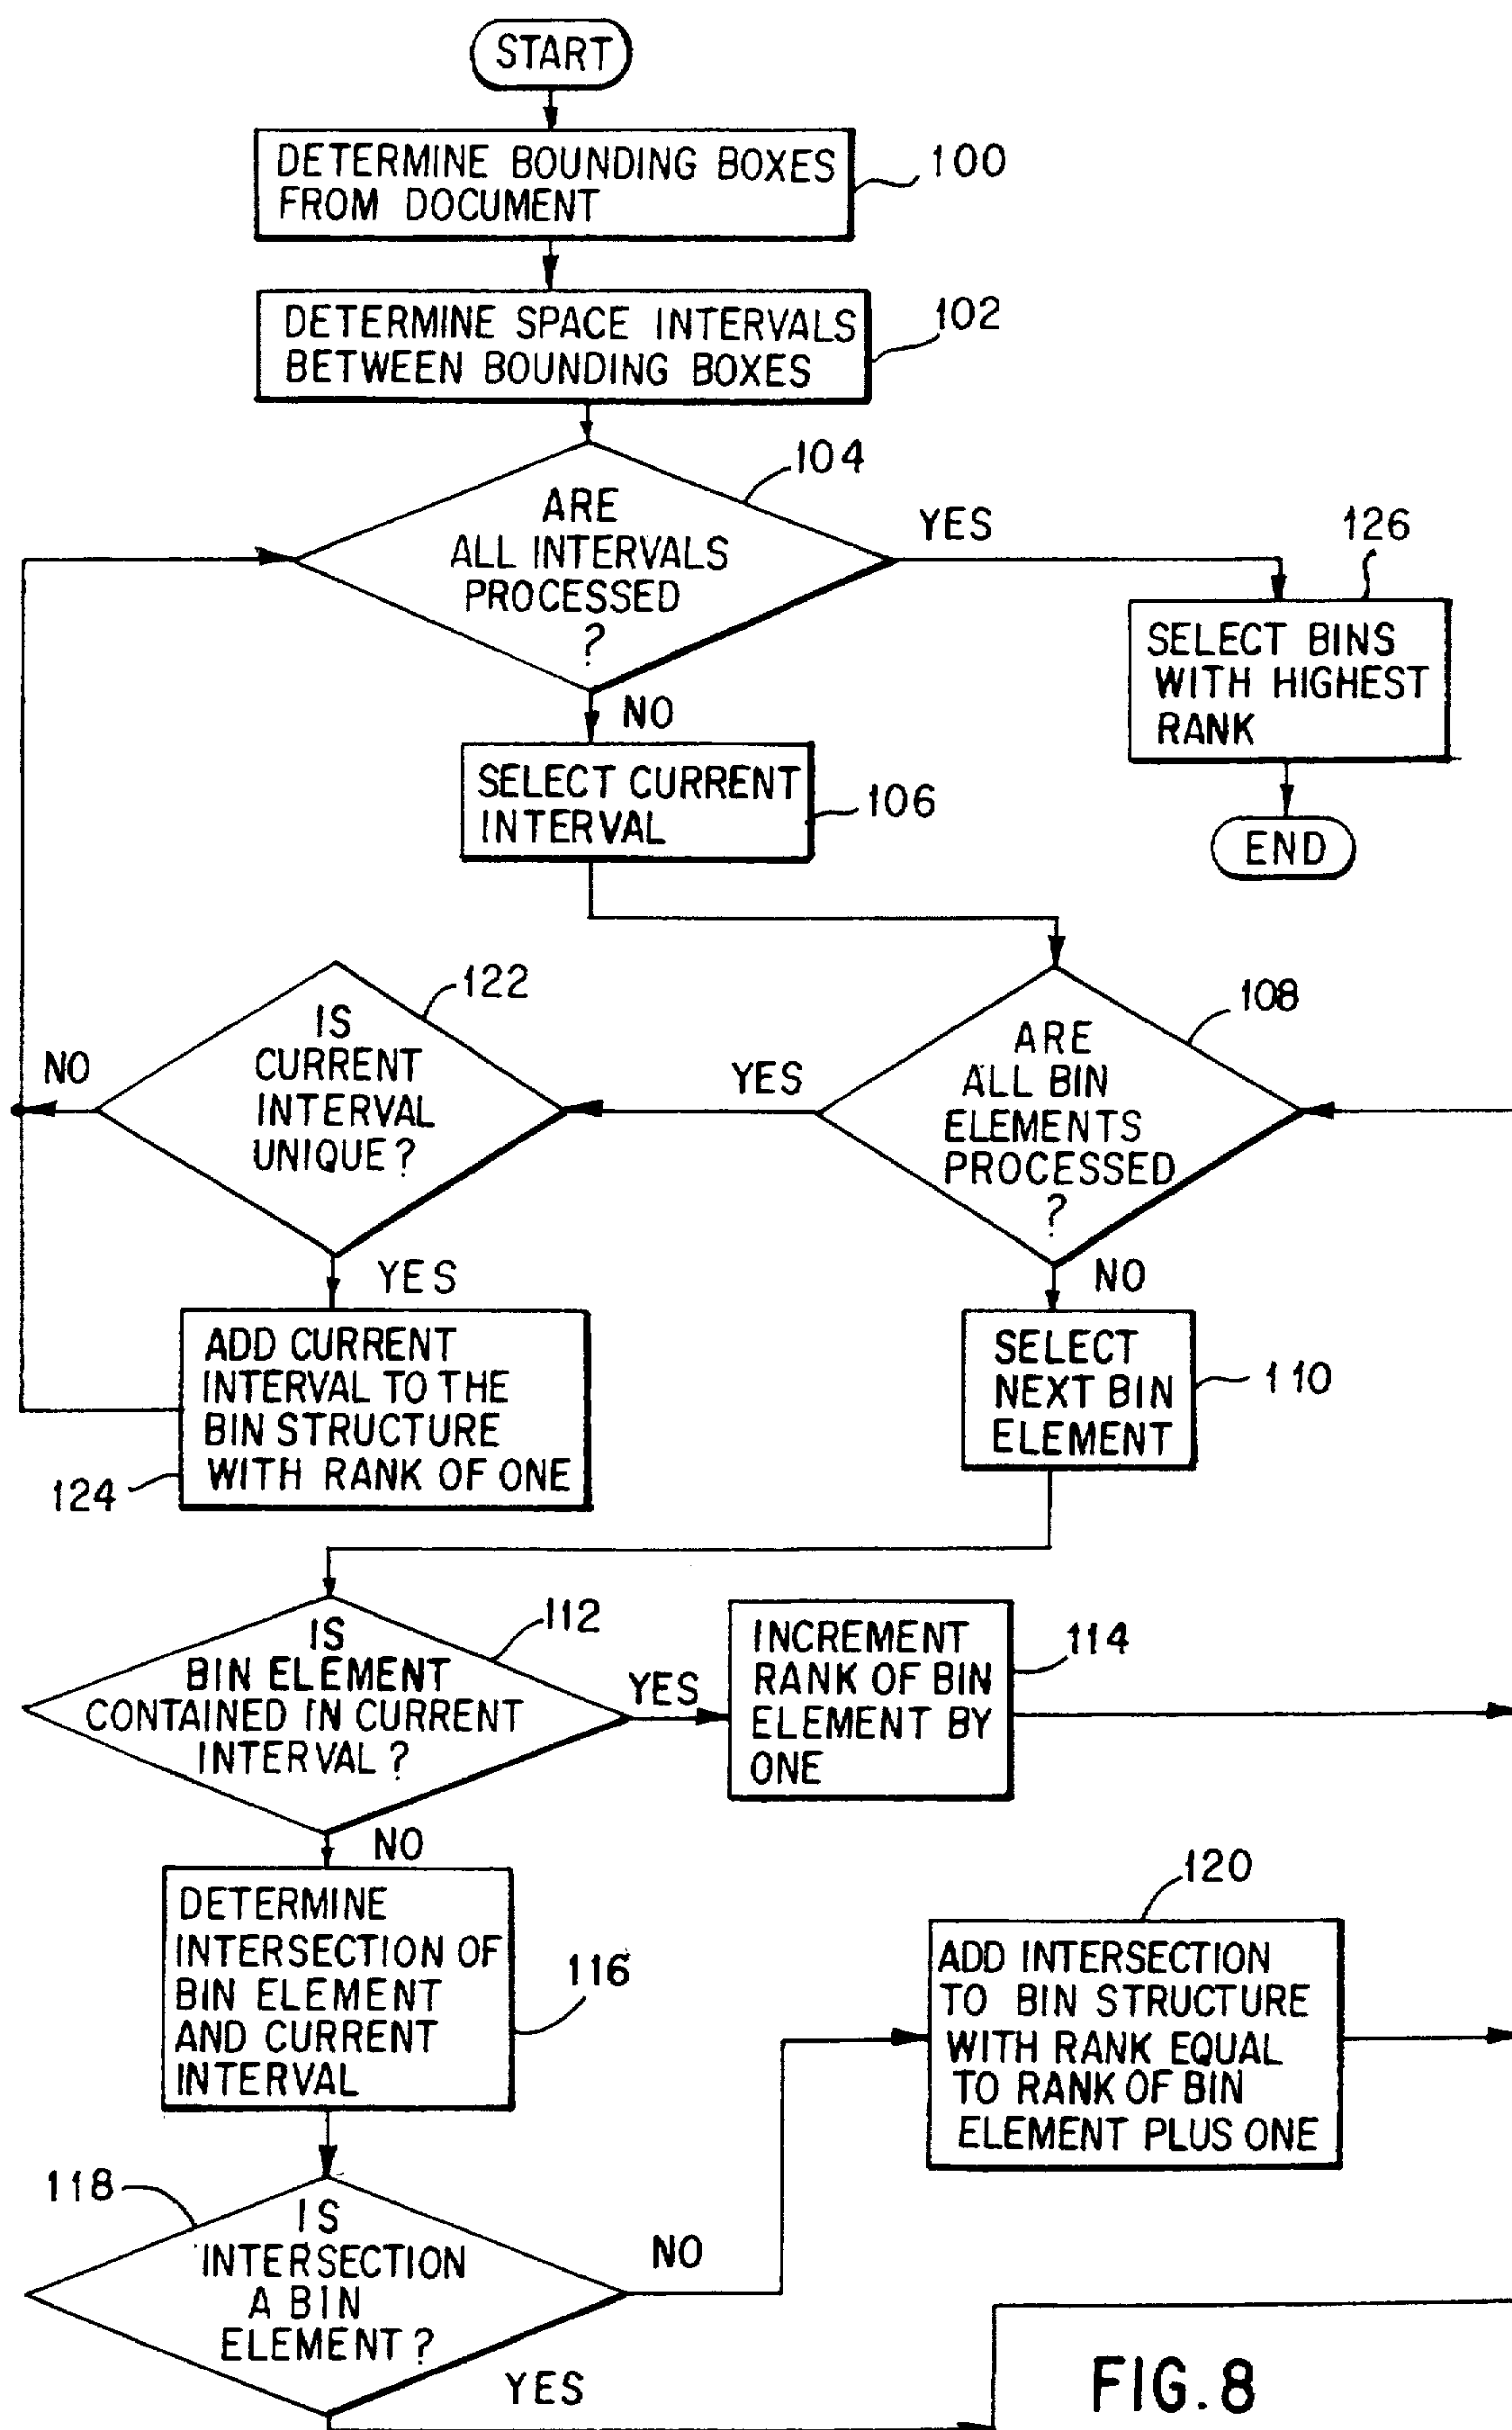 START
DETERMINE BOUNDING BOXES
FROM DOCUMENT
100
DETERMINE SPACE INTERVALS
BETWEEN BOUNDING BOXES
102
ARE
ALL INTERVALS
PROCESSED
?
104
YES
126
SELECT BINS
WITH HIGHEST
RANK
END
NO
SELECT CURRENT
INTERVAL
106
ARE
ALL BIN
ELEMENTS
PROCESSED
?
108
YES
IS
CURRENT
INTERVAL
UNIQUE?
122
NO
YES
ADD CURRENT
INTERVAL TO THE
BIN STRUCTURE
WITH RANK OF ONE
124
NO
SELECT
NEXT BIN
ELEMENT
110
IS
BIN ELEMENT
CONTAINED IN CURRENT
INTERVAL?
112
YES
INCREMENT
RANK OF BIN
ELEMENT BY
ONE
114
NO
DETERMINE
INTERSECTION OF
BIN ELEMENT
AND CURRENT
INTERVAL
116
IS
INTERSECTION
A BIN
ELEMENT?
118
NO
120
ADD INTERSECTION
TO BIN STRUCTURE
WITH RANK EQUAL
TO RANK OF BIN
ELEMENT PLUS ONE
YES
FIG. 8